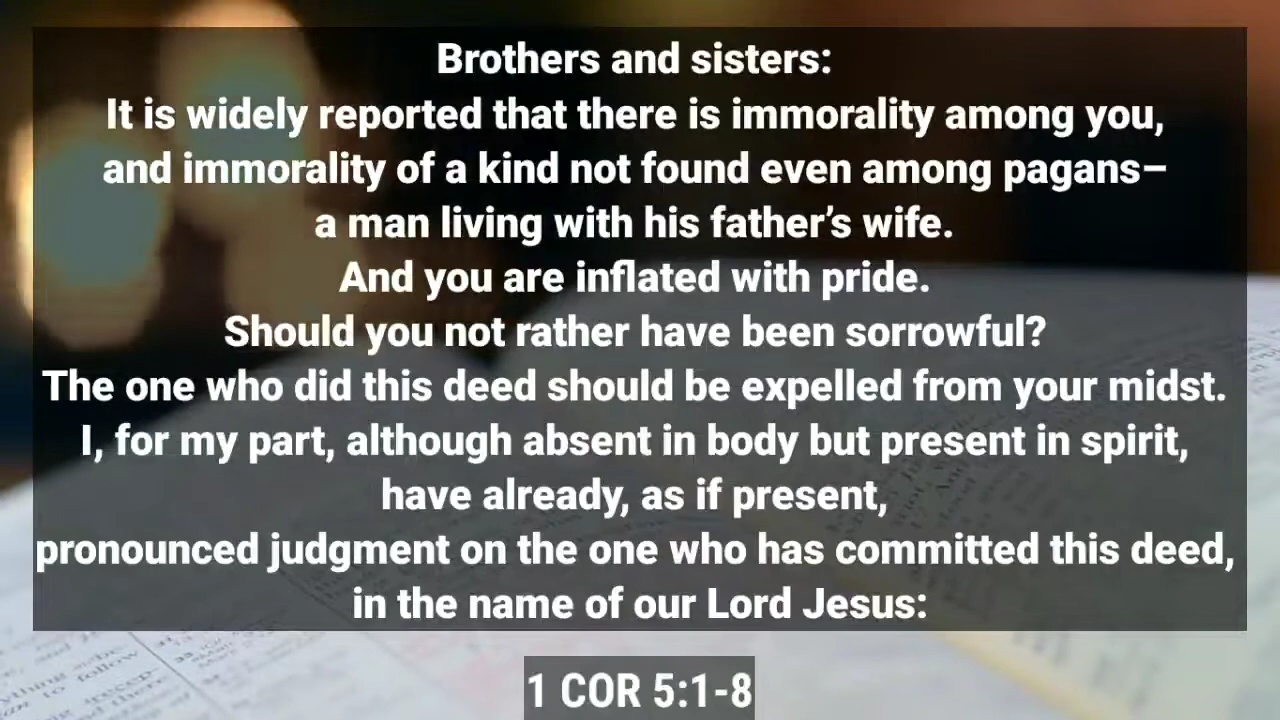 Brothers and sisters:
It is widely reported that there is immorality among you,
and immorality of a kind not found even among pagans–
a man living with his father’s wife.
And you are inflated with pride.
Should you not rather have been sorrowful?
The one who did this deed should be expelled from your midst.
I, for my part, although absent in body but present in spirit,
have already, as if present,
pronounced judgment on the one who has committed this deed,
in the name of our Lord Jesus:
1 COR 5:1-8